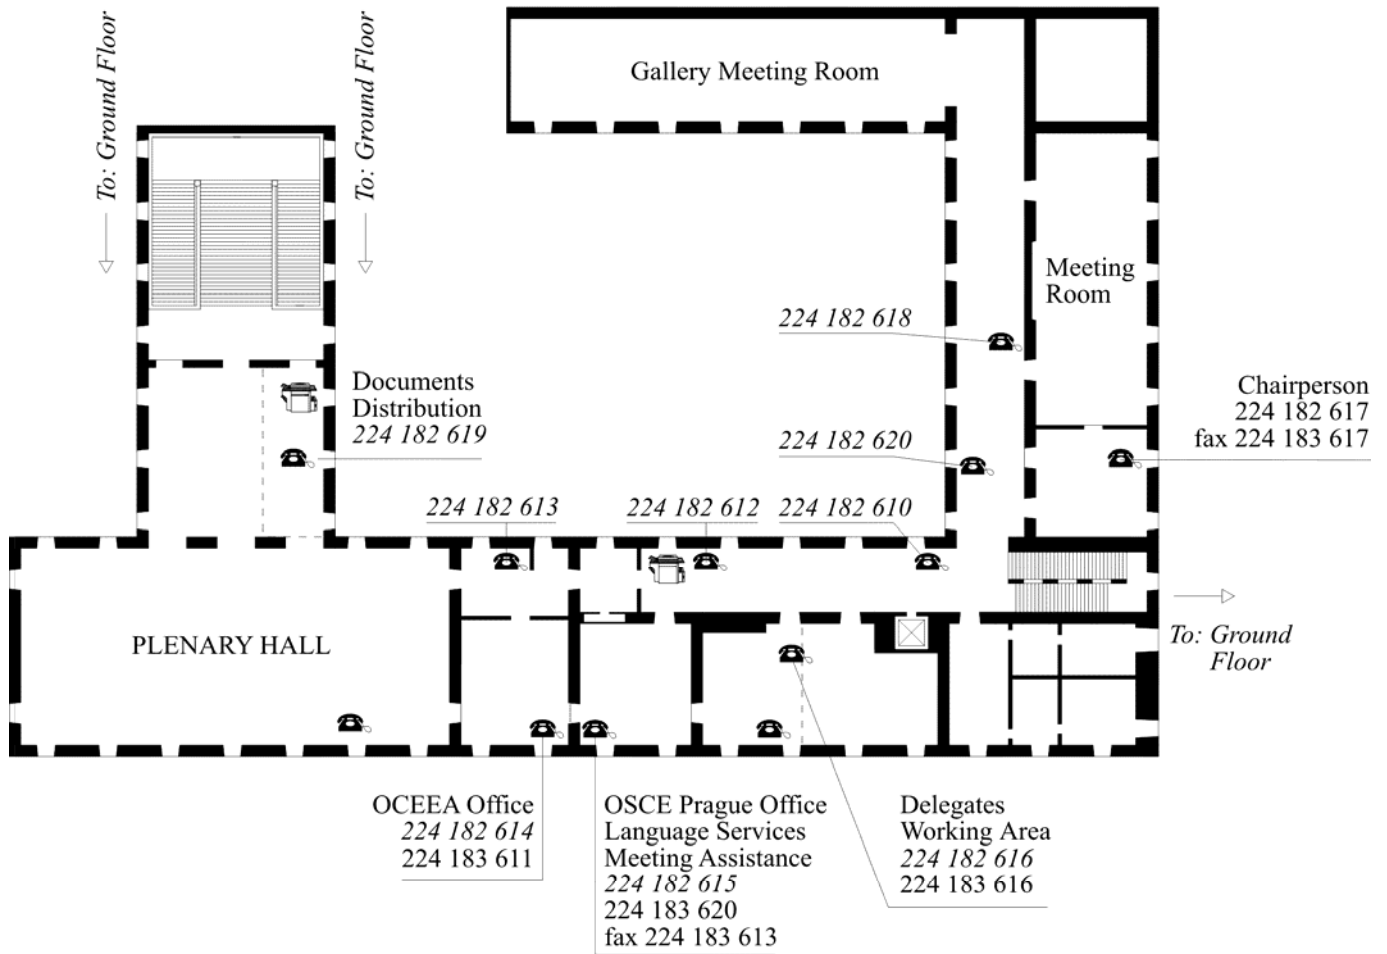 To: Ground Floor
To: Ground Floor
Gallery Meeting Room
Meeting
Room
224 182 618
Documents
Distribution
224 182 619
Chairperson
224 182 617
fax 224 183 617
224 182 620
224 182 613
224 182 612
224 182 610
PLENARY HALL
To: Ground
Floor
OCEEA Office
224 182 614
224 183 611
OSCE Prague Office
Language Services
Meeting Assistance
224 182 615
224 183 620
fax 224 183 613
Delegates
Working Area
224 182 616
224 183 616